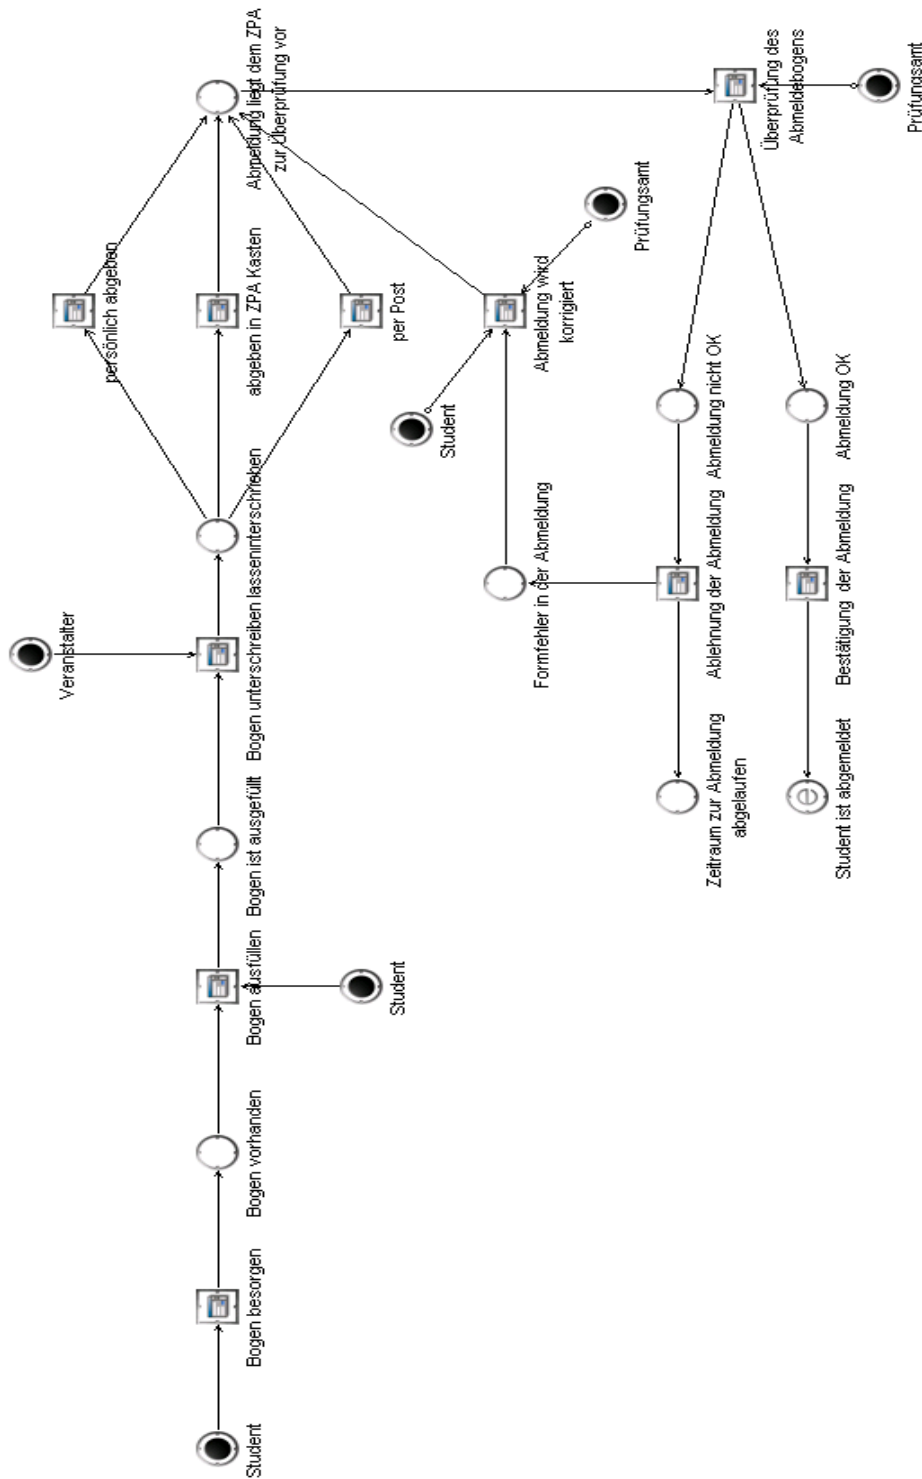 Student
Bogen besorgen
Bogen vorhanden
Bogen ausfüllen
Student
Bogen ist ausgefüllt
Veranstalter
Bogen unterschreiben lassen
unterschrieben
persönlich abgeben
abgeben in ZPA Kasten
per Post
Abmeldung liegt dem ZPA
zur Überprüfung vor
Student
Abmeldung wird
korrigiert
Prüfungsamt
Formfehler in der Abmeldung
Zeitraum zur Abmeldung
abgelaufen
Ablehnung der Abmeldung
Abmeldung nicht OK
Student ist abgemeldet
Bestätigung der Abmeldung
Abmeldung OK
Überprüfung des
Abmeldebogens
Prüfungsamt
e